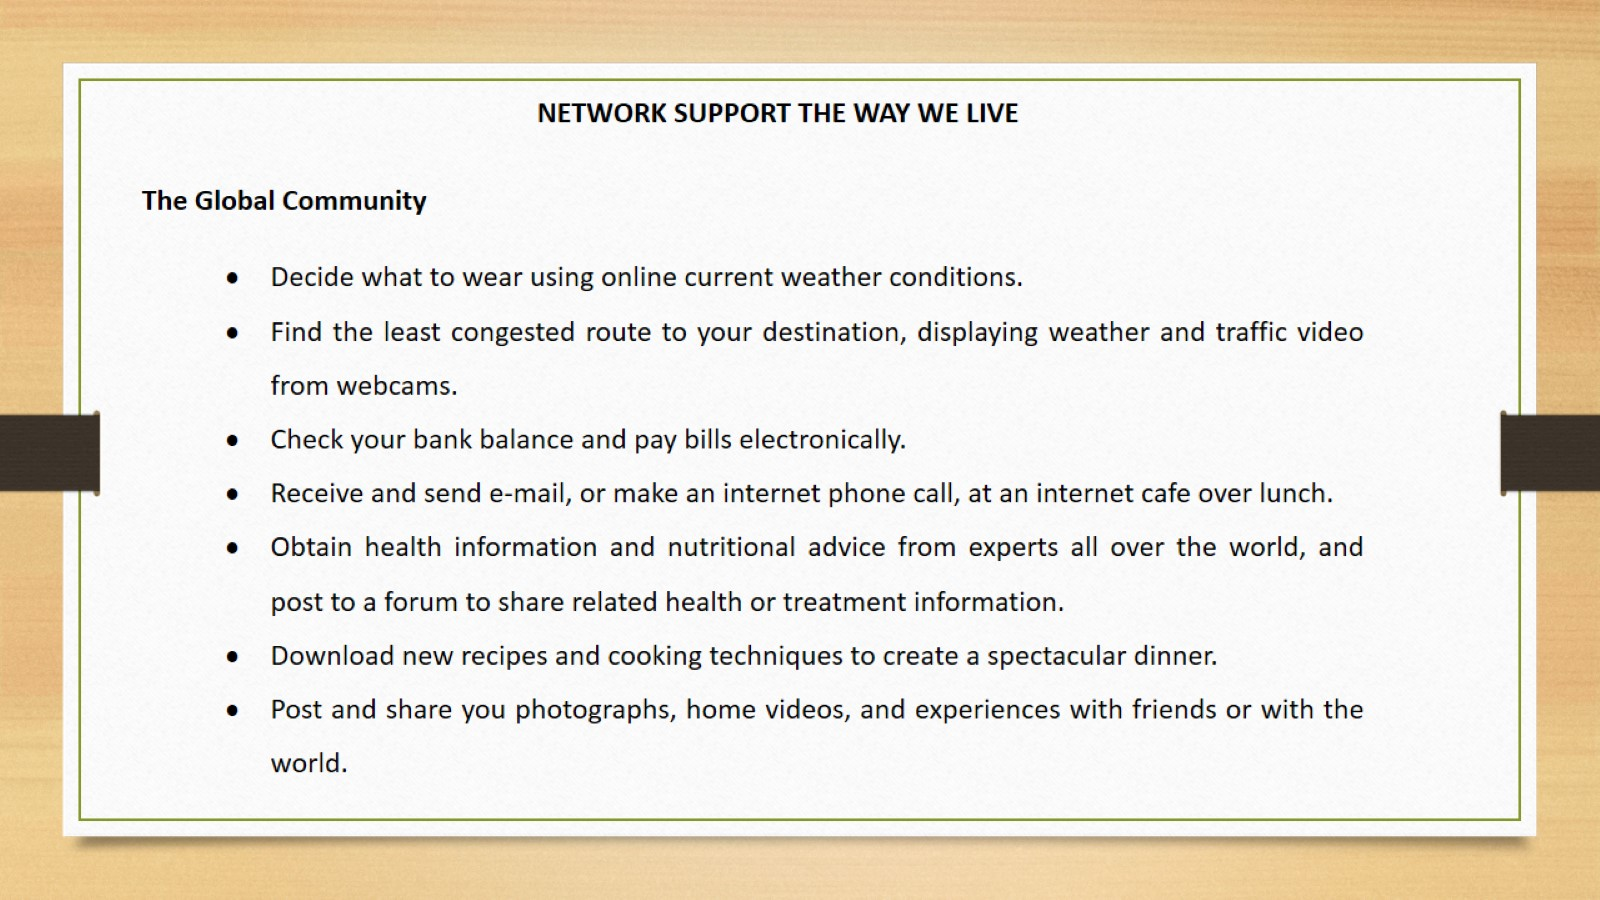 NETWORK SUPPORT THE WAY WE LIVE
The Global Community
● Decide what to wear using online current weather conditions.
● Find the least congested route to your destination, displaying weather and traffic video
from webcams.
● Check your bank balance and pay bills electronically.
● Receive and send e-mail, or make an internet phone call, at an internet cafe over lunch.
● Obtain health information and nutritional advice from experts all over the world, and
post to a forum to share related health or treatment information.
● Download new recipes and cooking techniques to create a spectacular dinner.
● Post and share you photographs, home videos, and experiences with friends or with the
world.